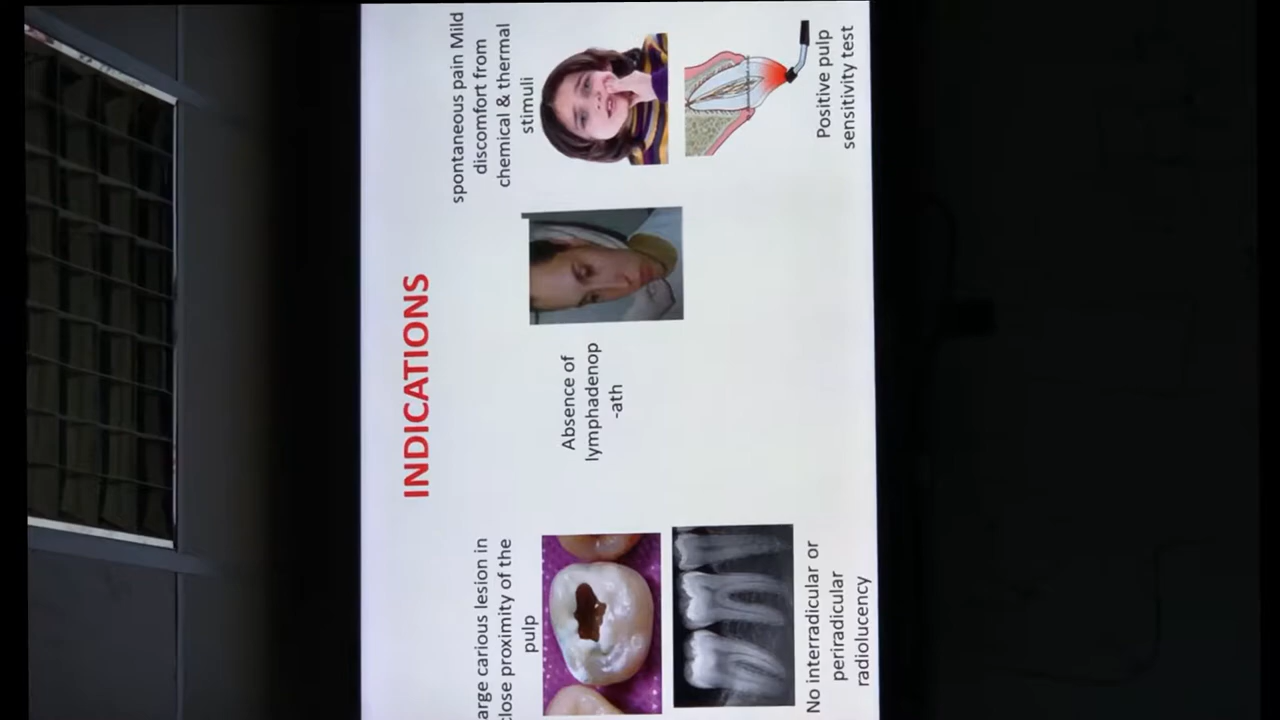 INDICATIONS
arge carious lesion in
close proximity of the
pulp
No interradicular or
periradicular
radiolucency
Absence of
lymphadenop
-ath
spontaneous pain Mild
discomfort from
chemical & thermal
stimuli
Positive pulp
sensitivity test